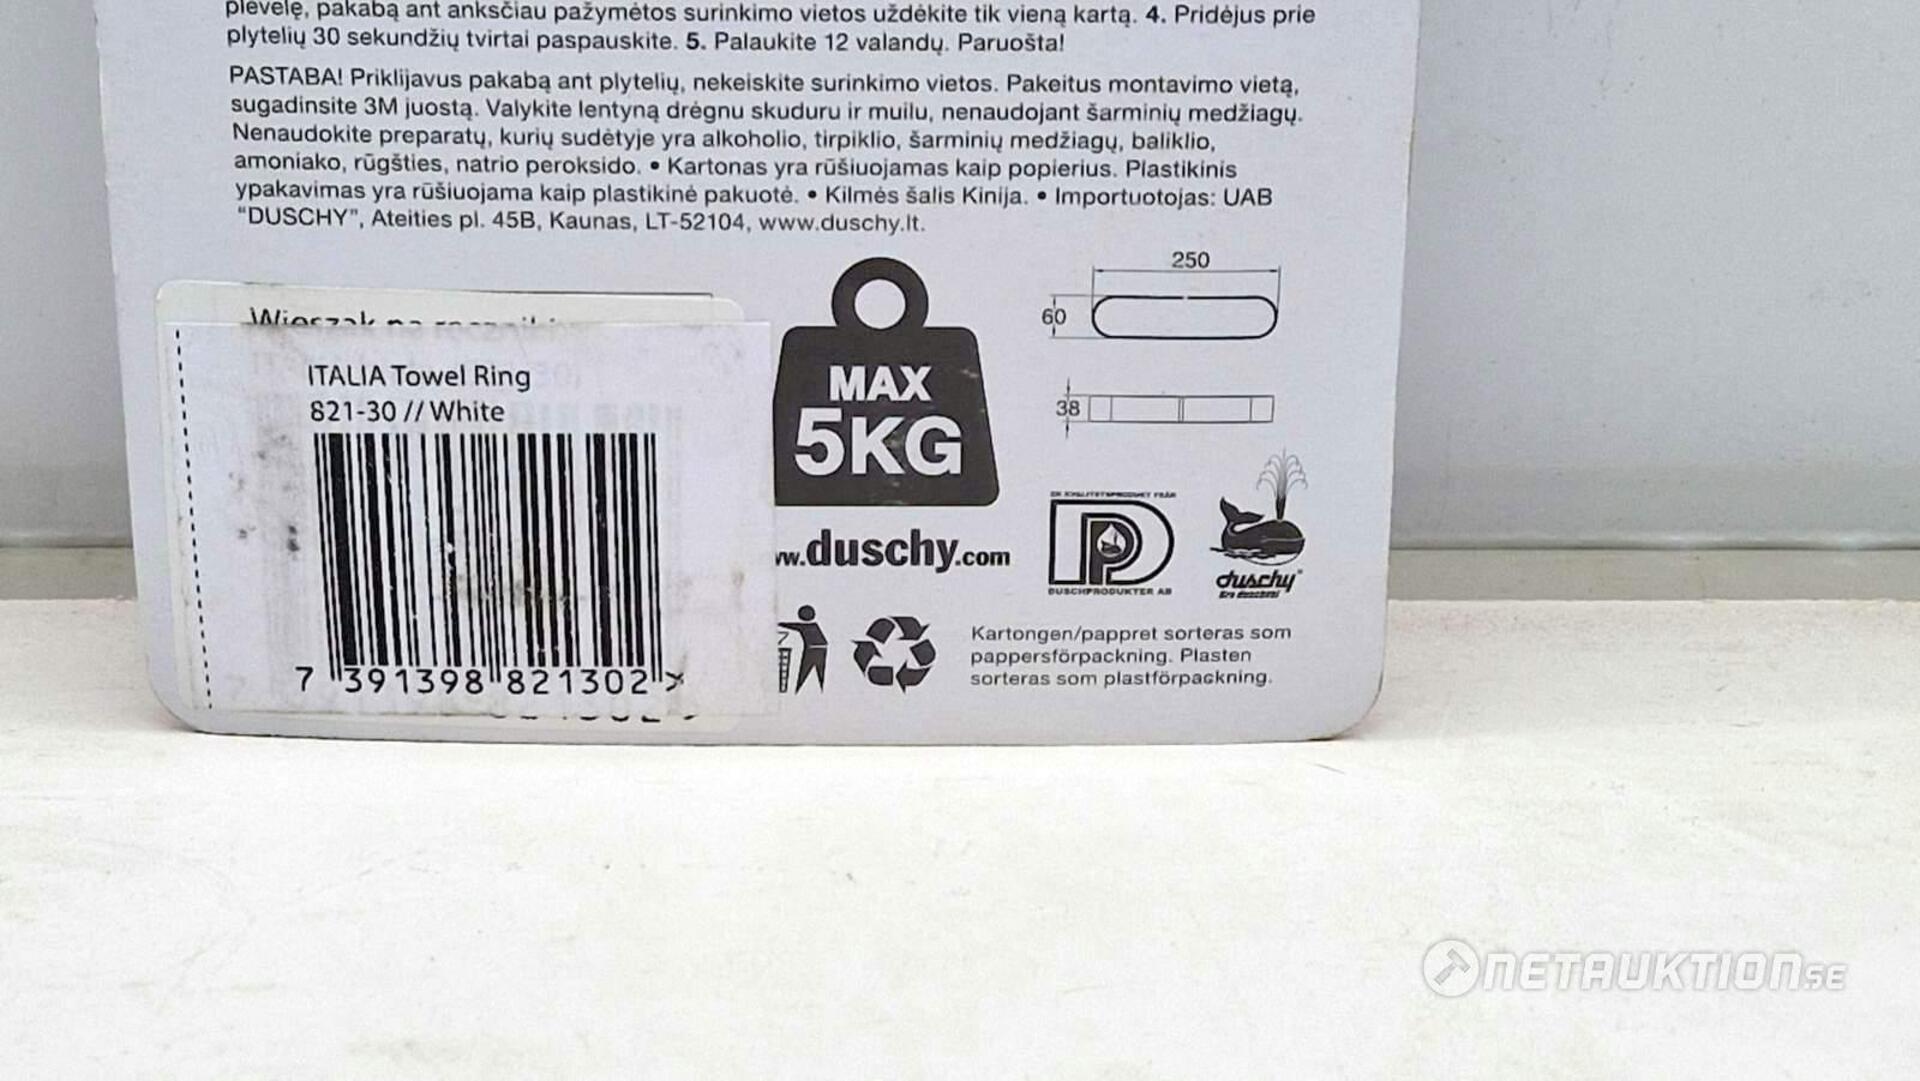 plėvelę, pakabą ant anksčiau pažymėtos surinkimo vietos uždėkite tik vieną kartą. 4. Pridėjus prie
plytelių 30 sekundžių tvirtai paspauskite. 5. Palaukite 12 valandų. Paruošta!
PASTABA! Priklijavus pakabą ant plytelių, nekeiskite surinkimo vietos. Pakeitus montavimo vietą,
sugadinsite 3M juostą. Valykite lentyną drėgnu skuduru ir muilu, nenaudojant šarminių medžiagų.
Nenaudokite preparatų, kurių sudėtyje yra alkoholio, tirpiklio, šarminių medžiagų, baliklio,
amoniako, rūgšties, natrio peroksido. • Kartonas yra rūšiuojamas kaip popierius. Plastikinis
ypakavimas yra rūšiuojama kaip plastikinė pakuotė. • Kilmės šalis Kinija. • Importuotojas: UAB
"DUSCHY", Ateities pl. 45B, Kaunas, LT-52104, www.duschy.lt.
250
60
38
Wieszak na
ITALIA Towel Ring
821-30 // White
7 391398 821302 >
MAX
5KG
w.duschy.com
EN KVALITETSPRODUKT FRÅN
DUSCHPRODUKTER AB
duschy
Kartongen/pappret sorteras som
pappersförpackning. Plasten
sorteras som plastförpackning.
NETAUKTION.SE